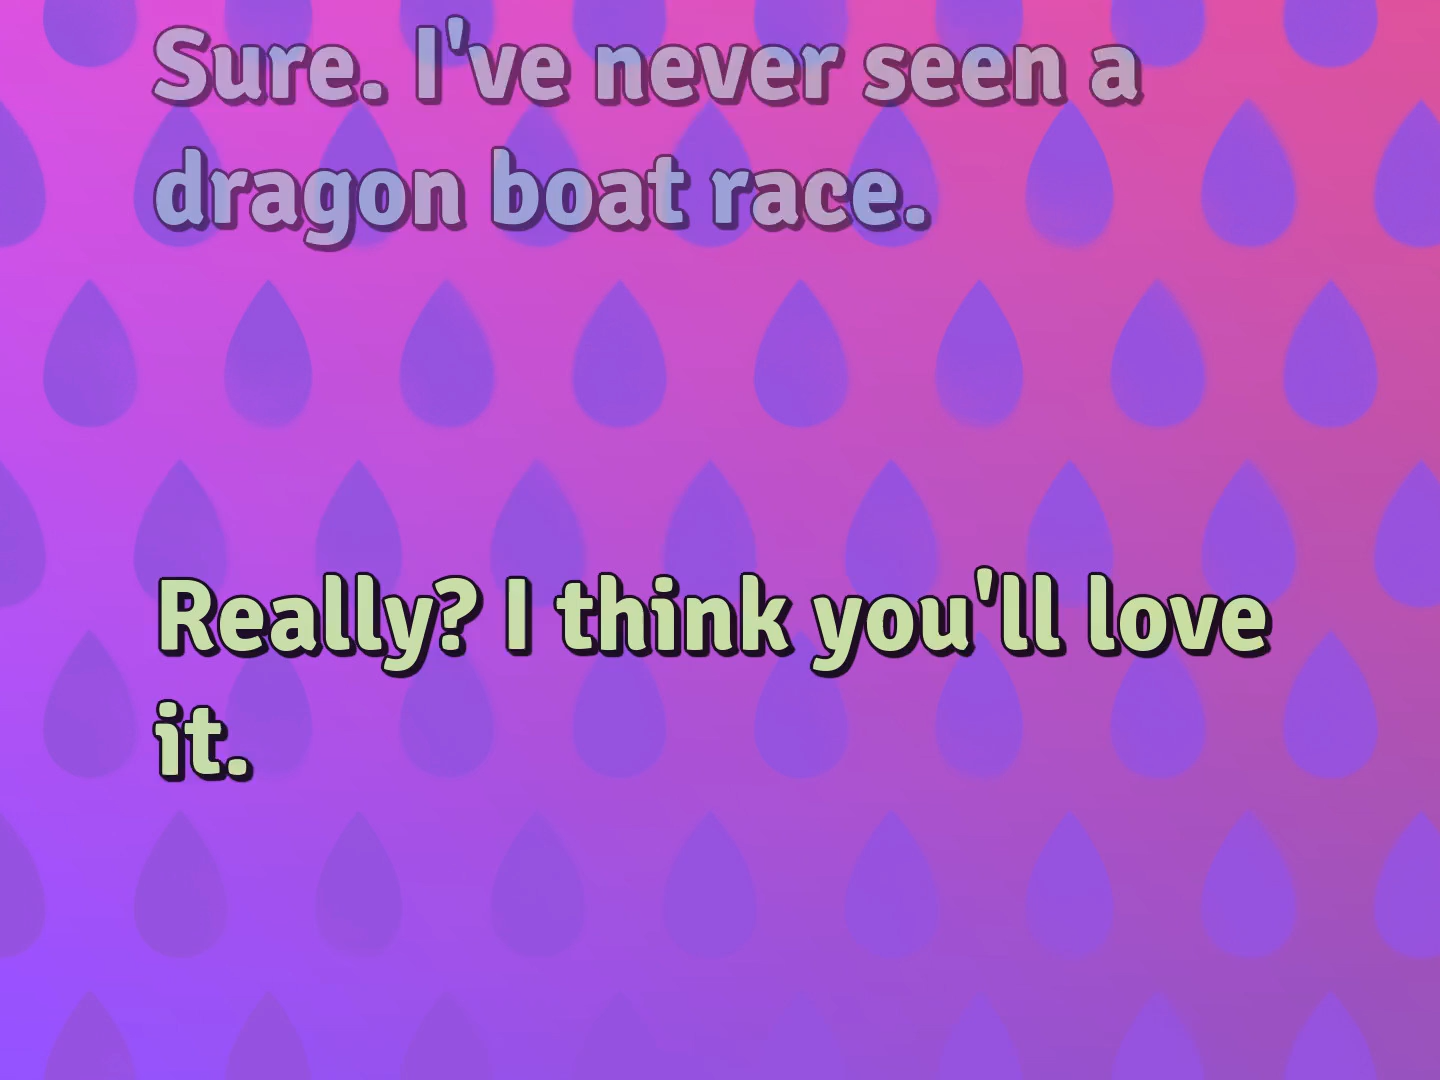 Sure. I've never seen a
dragon boat race.
Really? I think you'll love
it.